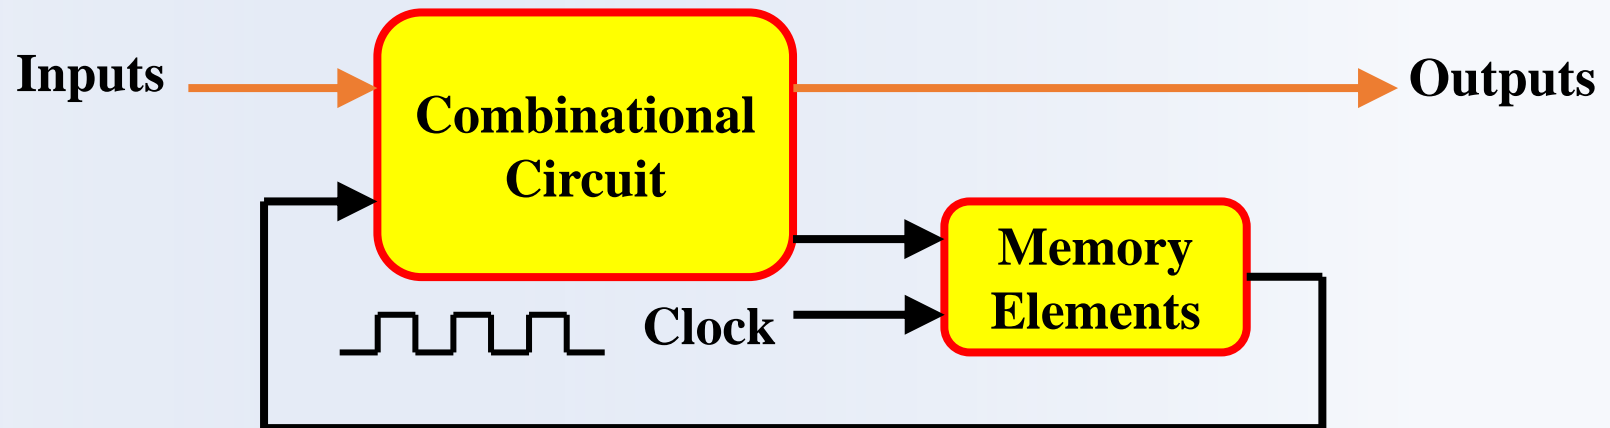 Inputs
Combinational
Circuit
Outputs
Memory
Elements
Clock